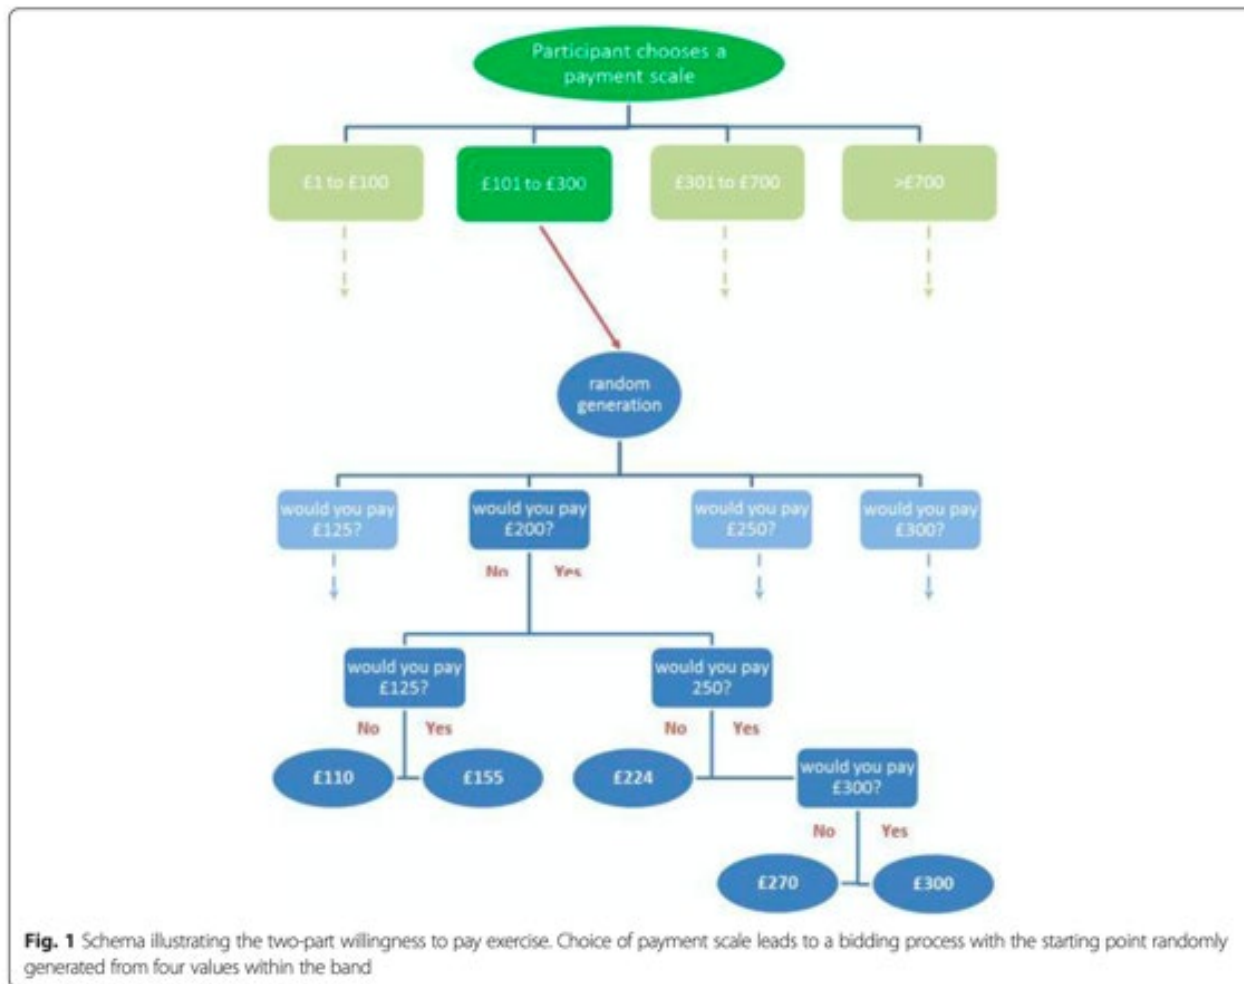 Participant chooses a
payment scale
£1 to £100
£101 to £300
£301 to £700
>£700
random
generation
would you pay
£125?
would you pay
£200?
would you pay
£250?
would you pay
£300?
No
Yes
would you pay
£125?
would you pay
250?
No
Yes
No
Yes
£110
£155
£224
would you pay
£300?
No
Yes
£270
£300
Fig. 1 Schema illustrating the two-part willingness to pay exercise. Choice of payment scale leads to a bidding process with the starting point randomly
generated from four values within the band